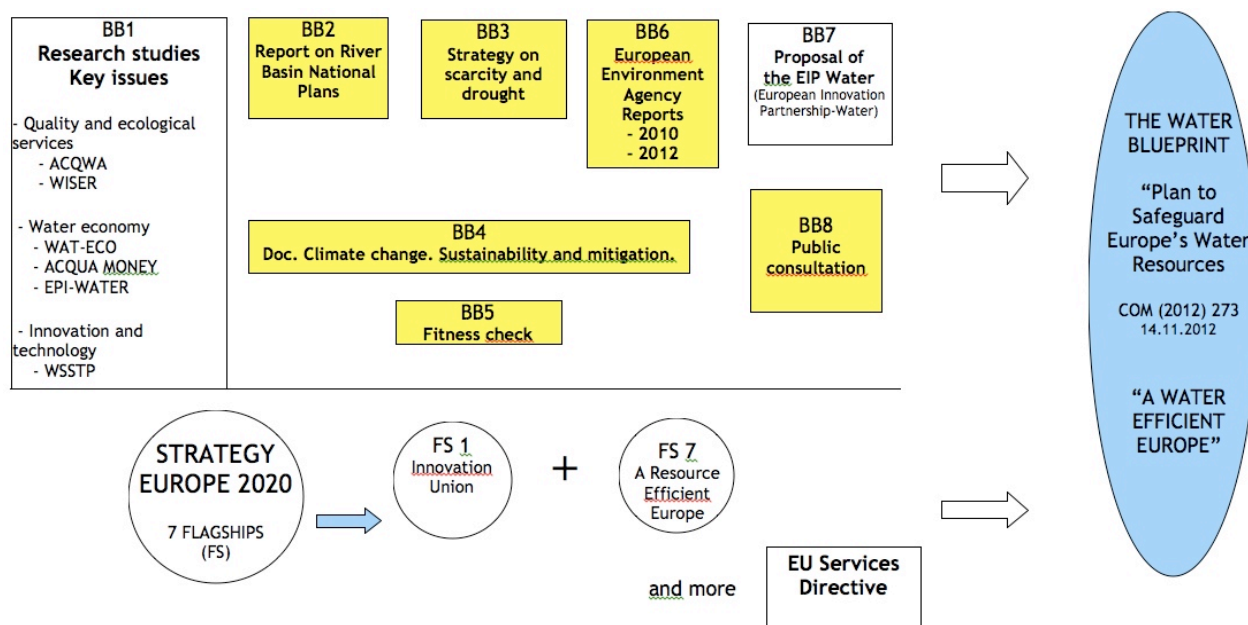 BB1
Research studies
Key issues
- Quality and ecological
services
- ACQWA
- WISER
- Water economy
- WAT-ECO
- ACQUA MONEY
- EPI-WATER
- Innovation and
technology
- WSSTP
BB2
Report on River
Basin National
Plans
BB3
Strategy on
scarcity and
drought
BB6
European
Environment
Agency
Reports
- 2010
- 2012
BB7
Proposal of
the EIP Water
(European Innovation
Partnership-Water)
BB4
Doc. Climate change. Sustainability and mitigation.
BB5
Fitness check
BB8
Public
consultation
STRATEGY
EUROPE 2020
7 FLAGSHIPS
(FS)
FS 1
Innovation
Union
+
FS 7
A Resource
Efficient
Europe
and more
EU Services
Directive
THE WATER
BLUEPRINT
“Plan to
Safeguard
Europe’s Water
Resources
COM (2012) 273
14.11.2012
“A WATER
EFFICIENT
EUROPE”